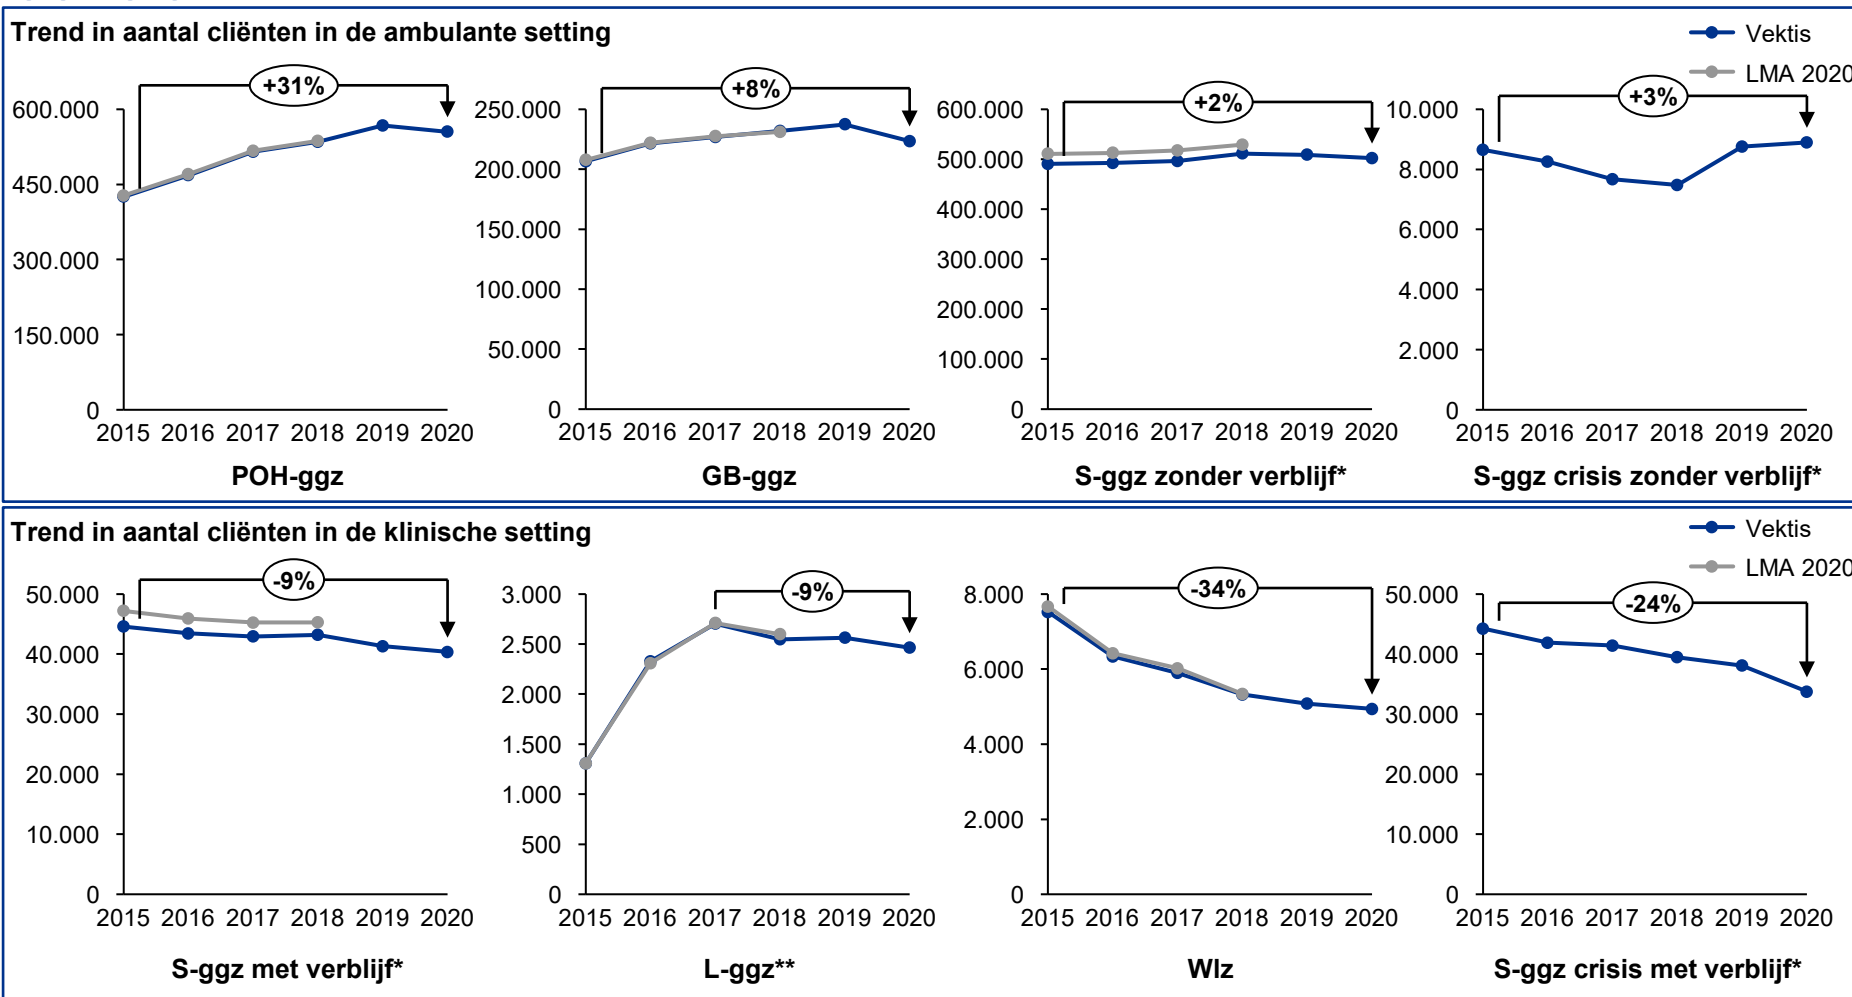 Trend in aantal cliënten in de ambulante setting
Vektis
LMA 2020
+31%
600.000
450.000
300.000
150.000
0
2015 2016 2017 2018 2019 2020
POH-ggz
+8%
250.000
200.000
150.000
100.000
50.000
0
2015 2016 2017 2018 2019 2020
GB-ggz
+2%
600.000
500.000
400.000
300.000
200.000
100.000
0
2015 2016 2017 2018 2019 2020
S-ggz zonder verblijf*
+3%
10.000
8.000
6.000
4.000
2.000
0
2015 2016 2017 2018 2019 2020
S-ggz crisis zonder verblijf*
Trend in aantal cliënten in de klinische setting
Vektis
LMA 2020
-9%
50.000
40.000
30.000
20.000
10.000
0
2015 2016 2017 2018 2019 2020
S-ggz met verblijf*
-9%
3.000
2.500
2.000
1.500
1.000
500
0
2015 2016 2017 2018 2019 2020
L-ggz**
-34%
8.000
6.000
4.000
2.000
0
2015 2016 2017 2018 2019 2020
Wlz
-24%
50.000
40.000
30.000
20.000
10.000
0
2015 2016 2017 2018 2019 2020
S-ggz crisis met verblijf*